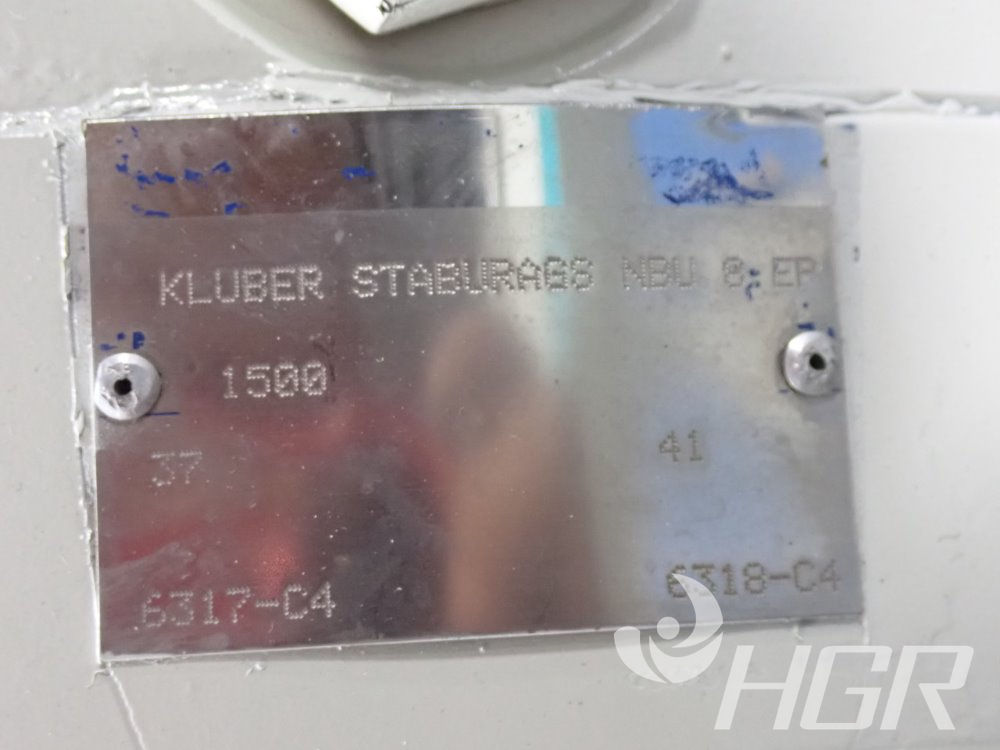 KLUBER STABURAGS NBU 8 EP
1500
37 41
6317-C4 6318-C4
HGR